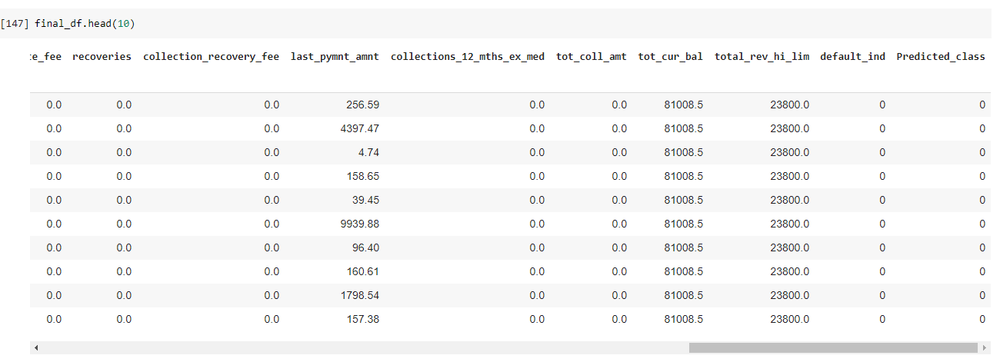 [147] final_df.head(10)
:e_fee recoveries collection_recovery_fee last_pymnt_amnt collections_12_mths_ex_med tot_coll_amt tot_cur_bal total_rev_hi_lim default_ind Predicted_class
0.0 0.0 0.0 256.59 0.0 0.0 81008.5 23800.0 0 0
0.0 0.0 0.0 4397.47 0.0 0.0 81008.5 23800.0 0 0
0.0 0.0 0.0 4.74 0.0 0.0 81008.5 23800.0 0 0
0.0 0.0 0.0 158.65 0.0 0.0 81008.5 23800.0 0 0
0.0 0.0 0.0 39.45 0.0 0.0 81008.5 23800.0 0 0
0.0 0.0 0.0 9939.88 0.0 0.0 81008.5 23800.0 0 0
0.0 0.0 0.0 96.40 0.0 0.0 81008.5 23800.0 0 0
0.0 0.0 0.0 160.61 0.0 0.0 81008.5 23800.0 0 0
0.0 0.0 0.0 1798.54 0.0 0.0 81008.5 23800.0 0 0
0.0 0.0 0.0 157.38 0.0 0.0 81008.5 23800.0 0 0